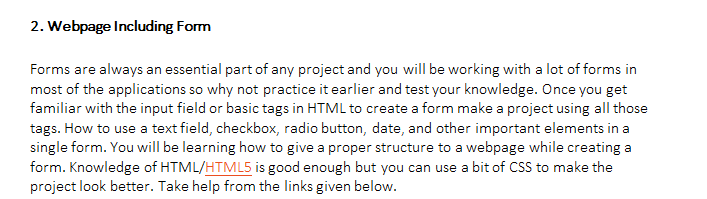 2. Webpage Including Form
Forms are always an essential part of any project and you will be working with a lot of forms in
most of the applications so why not practice it earlier and test your knowledge. Once you get
familiar with the input field or basic tags in HTML to create a form make a project using all those
tags. How to use a text field, checkbox, radio button, date, and other important elements in a
single form. You will be learning how to give a proper structure to a webpage while creating a
form. Knowledge of HTML/HTML5 is good enough but you can use a bit of CSS to make the
project look better. Take help from the links given below.